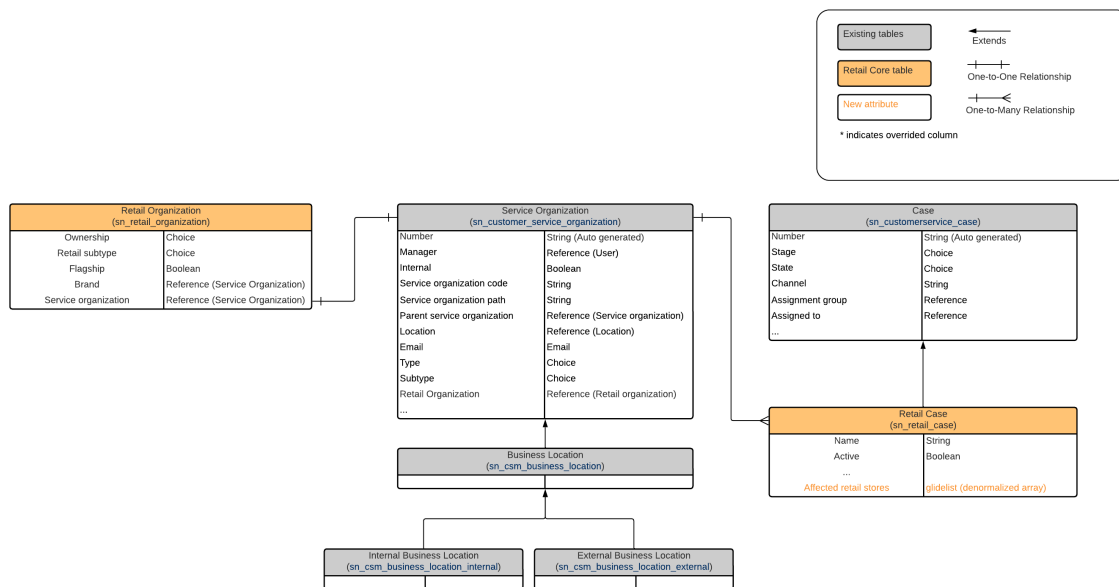 Existing tables
Extends
Retail Core table
One-to-One Relationship
New attribute
One-to-Many Relationship
* indicates overrided column
Retail Organization
(sn_retail_organization)
Ownership Choice
Retail subtype Choice
Flagship Boolean
Brand Reference (Service Organization)
Service organization Reference (Service Organization)
Service Organization
(sn_customer_service_organization)
Number String (Auto generated)
Manager Reference (User)
Internal Boolean
Service organization code String
Service organization path String
Parent service organization Reference (Service organization)
Location Reference (Location)
Email Email
Type Choice
Subtype Choice
Retail Organization Reference (Retail organization)
...
Case
(sn_customerservice_case)
Number String (Auto generated)
Stage Choice
State Choice
Channel String
Assignment group Reference
Assigned to Reference
...
Retail Case
(sn_retail_case)
Name String
Active Boolean
...
Affected retail stores glidelist (denormalized array)
Business Location
(sn_csm_business_location)
Internal Business Location
(sn_csm_business_location_internal)
External Business Location
(sn_csm_business_location_external)